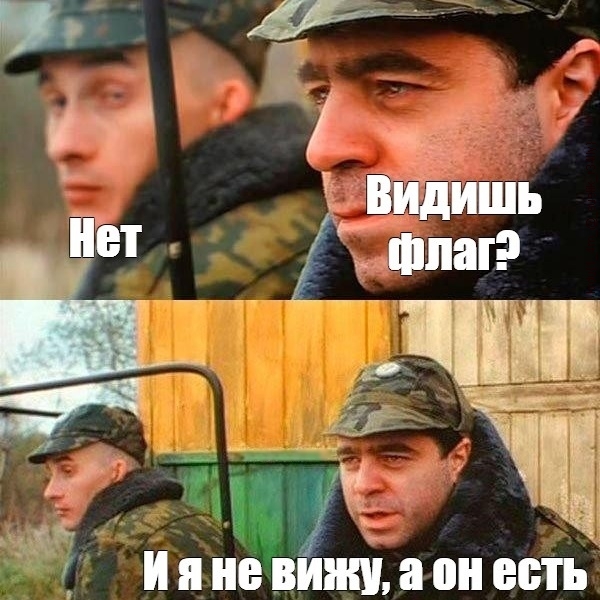 Видишь
флаг?
Нет
И я не вижу, а он есть